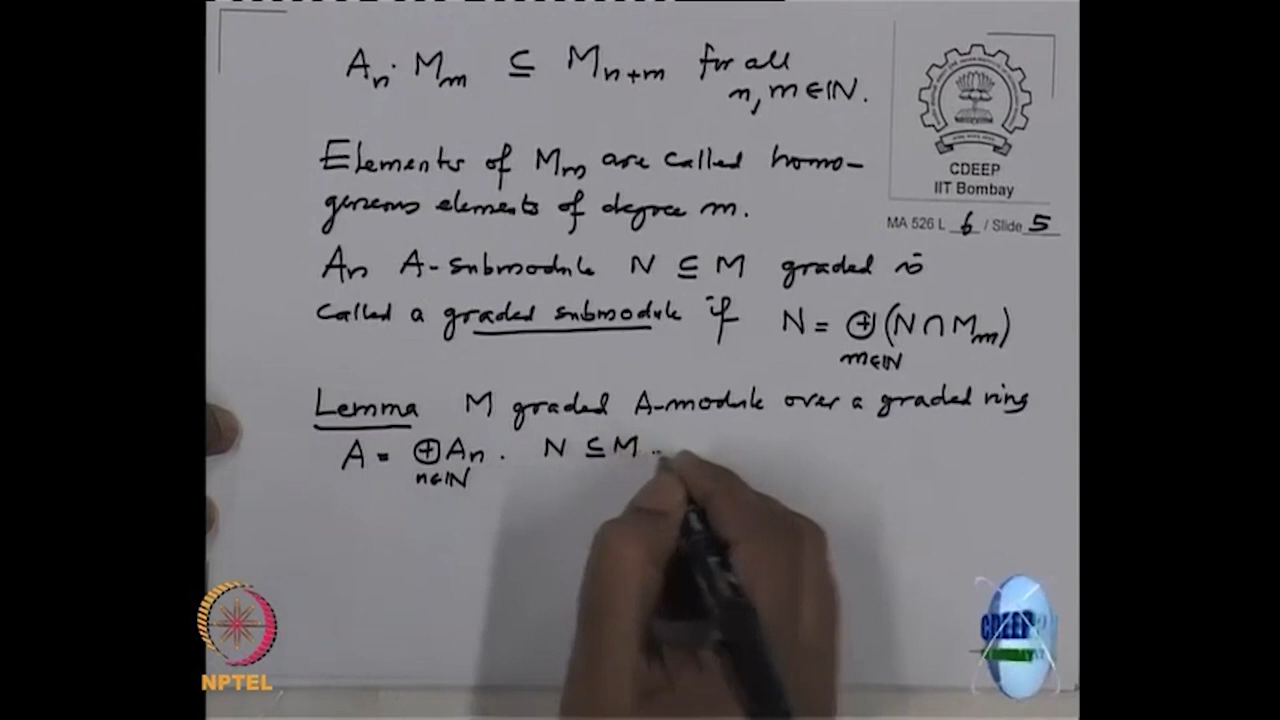 Aₙ · Mₘ ⊆ Mₙ₊ₘ for all
n, m ∈ ℕ.
Elements of Mₘ are called homo-
geneous elements of degree m.
An A-submodule N ⊆ M graded is
called a graded submodule if N = ⊕ (N ∩ Mₘ)
m∈ℕ
Lemma M graded A-module over a graded ring
A = ⊕ Aₙ . N ⊆ M
n∈ℕ
CDEEP
IIT Bombay
MA 526 L 6 / Slide 5
NPTEL
CDEEP